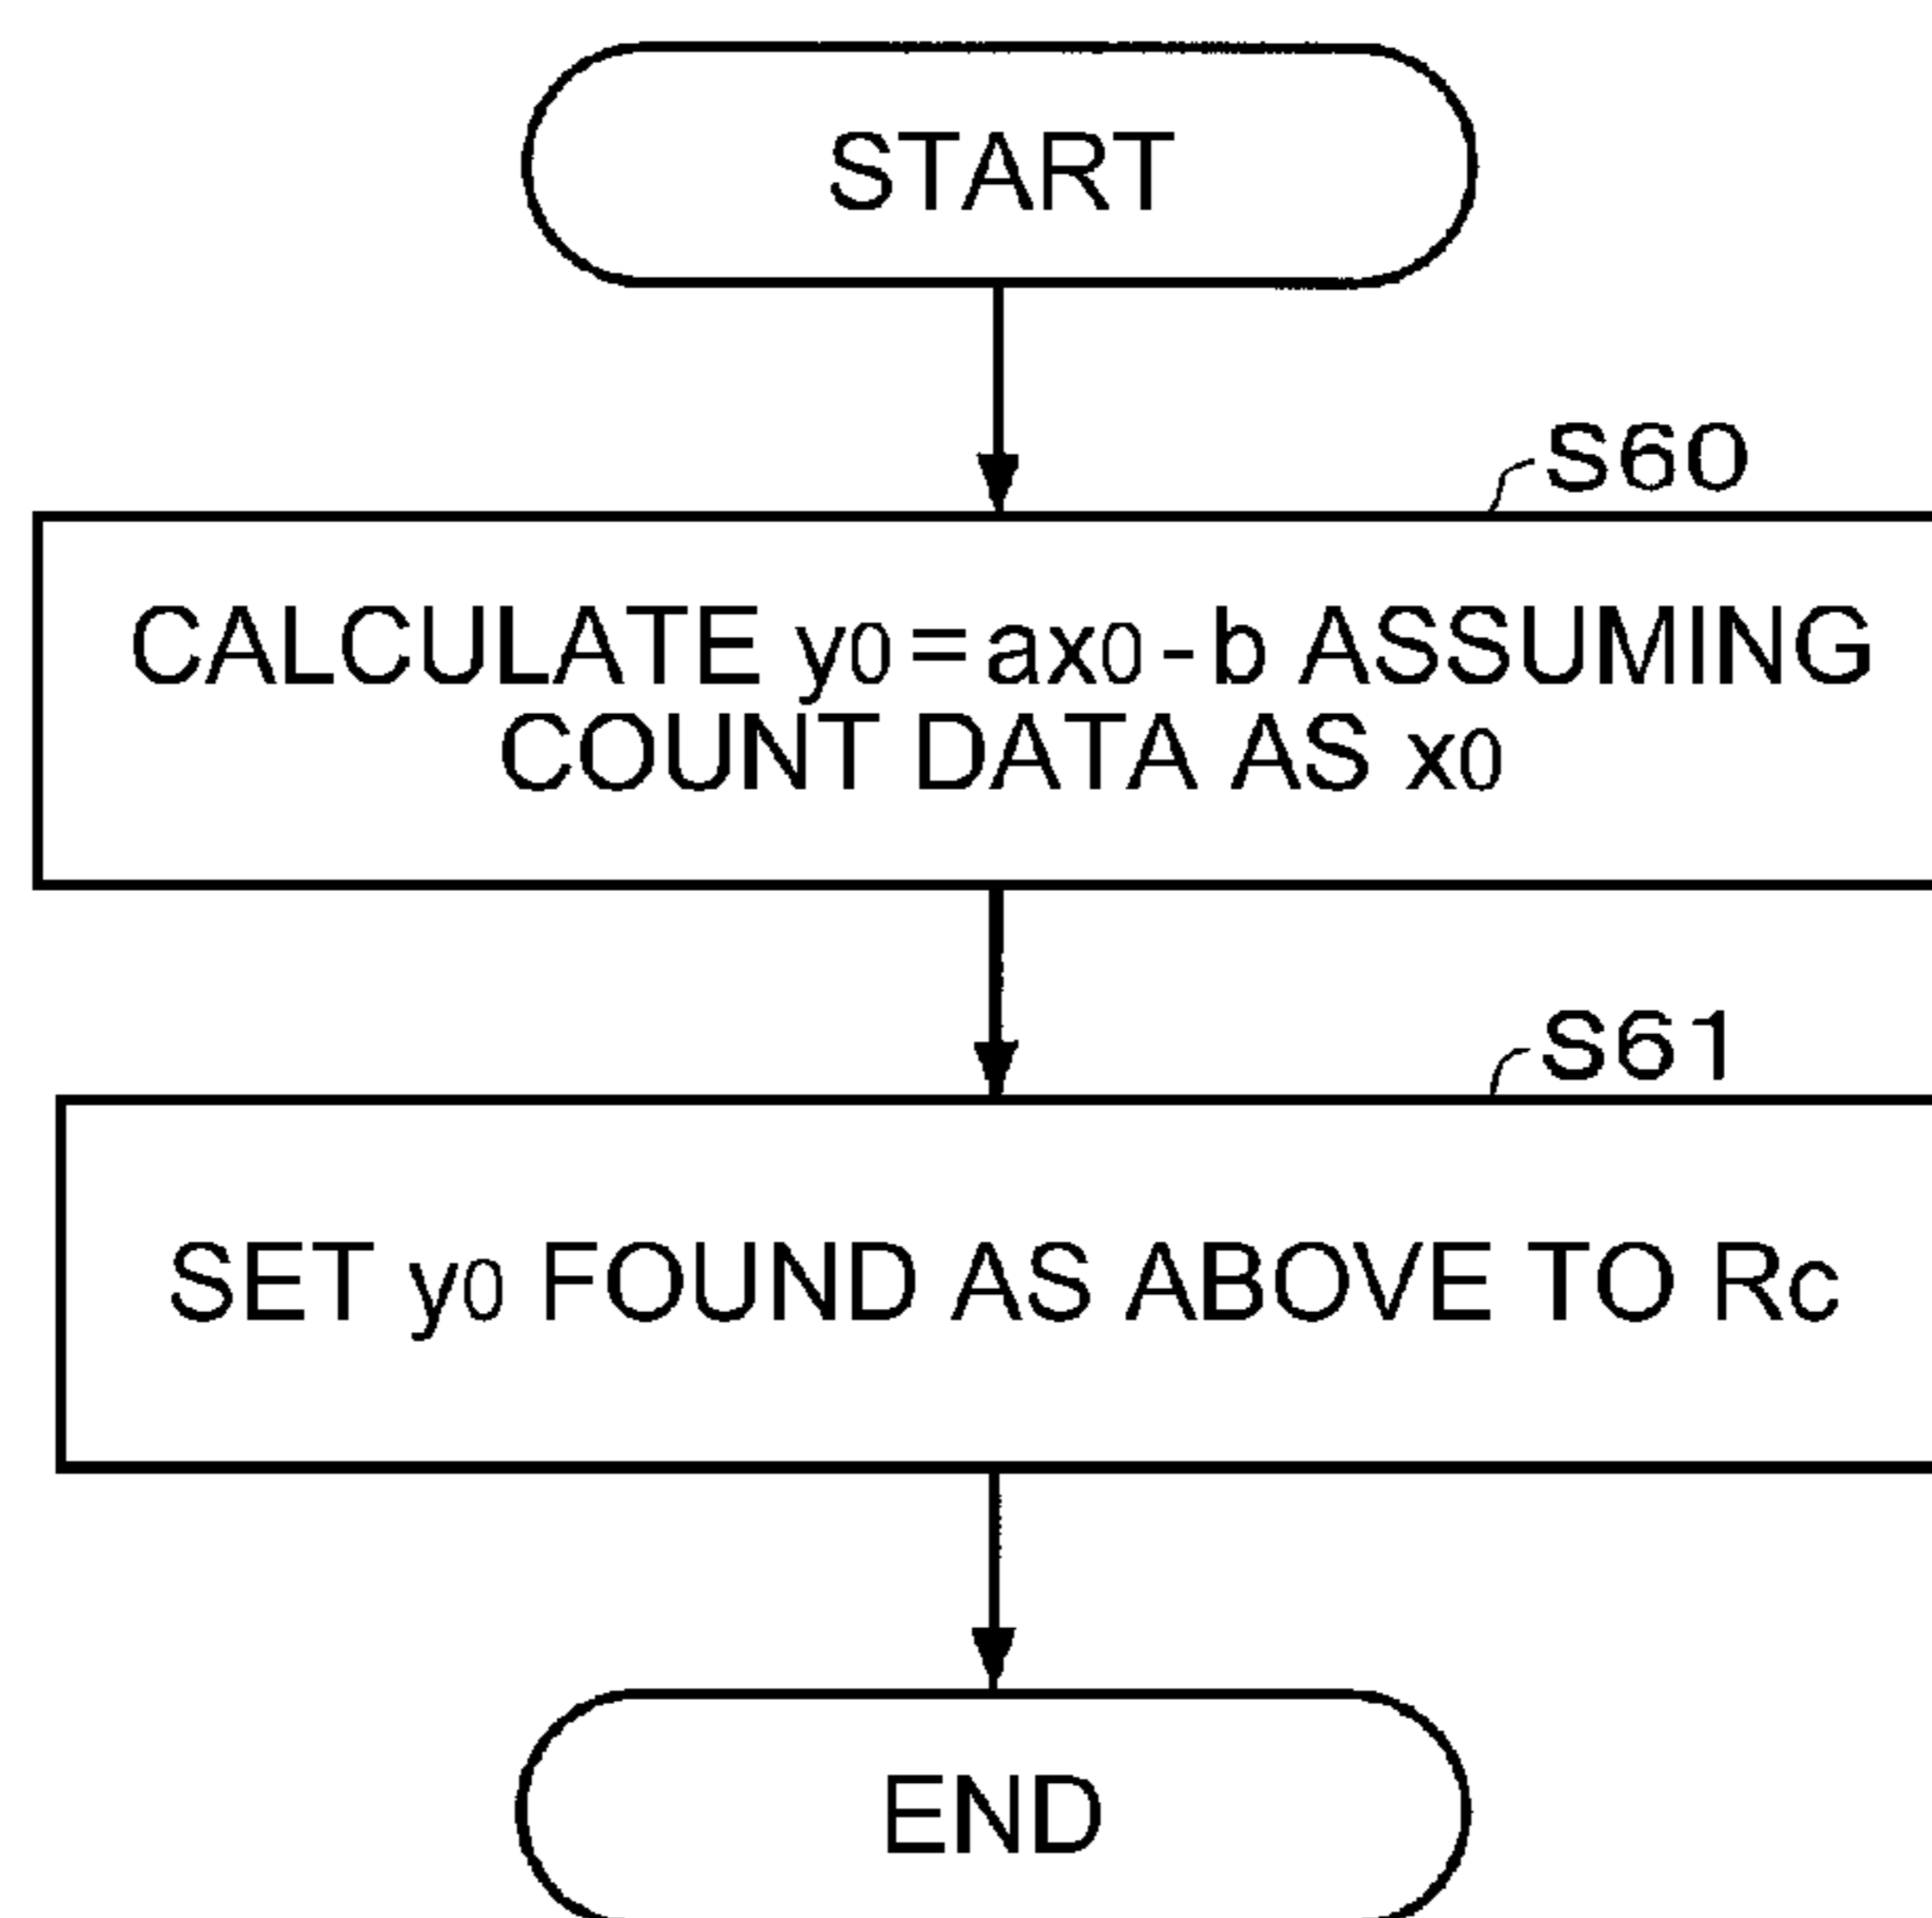 START
S60
CALCULATE y0=ax0-b ASSUMING
COUNT DATA AS x0
S61
SET y0 FOUND AS ABOVE TO Rc
END